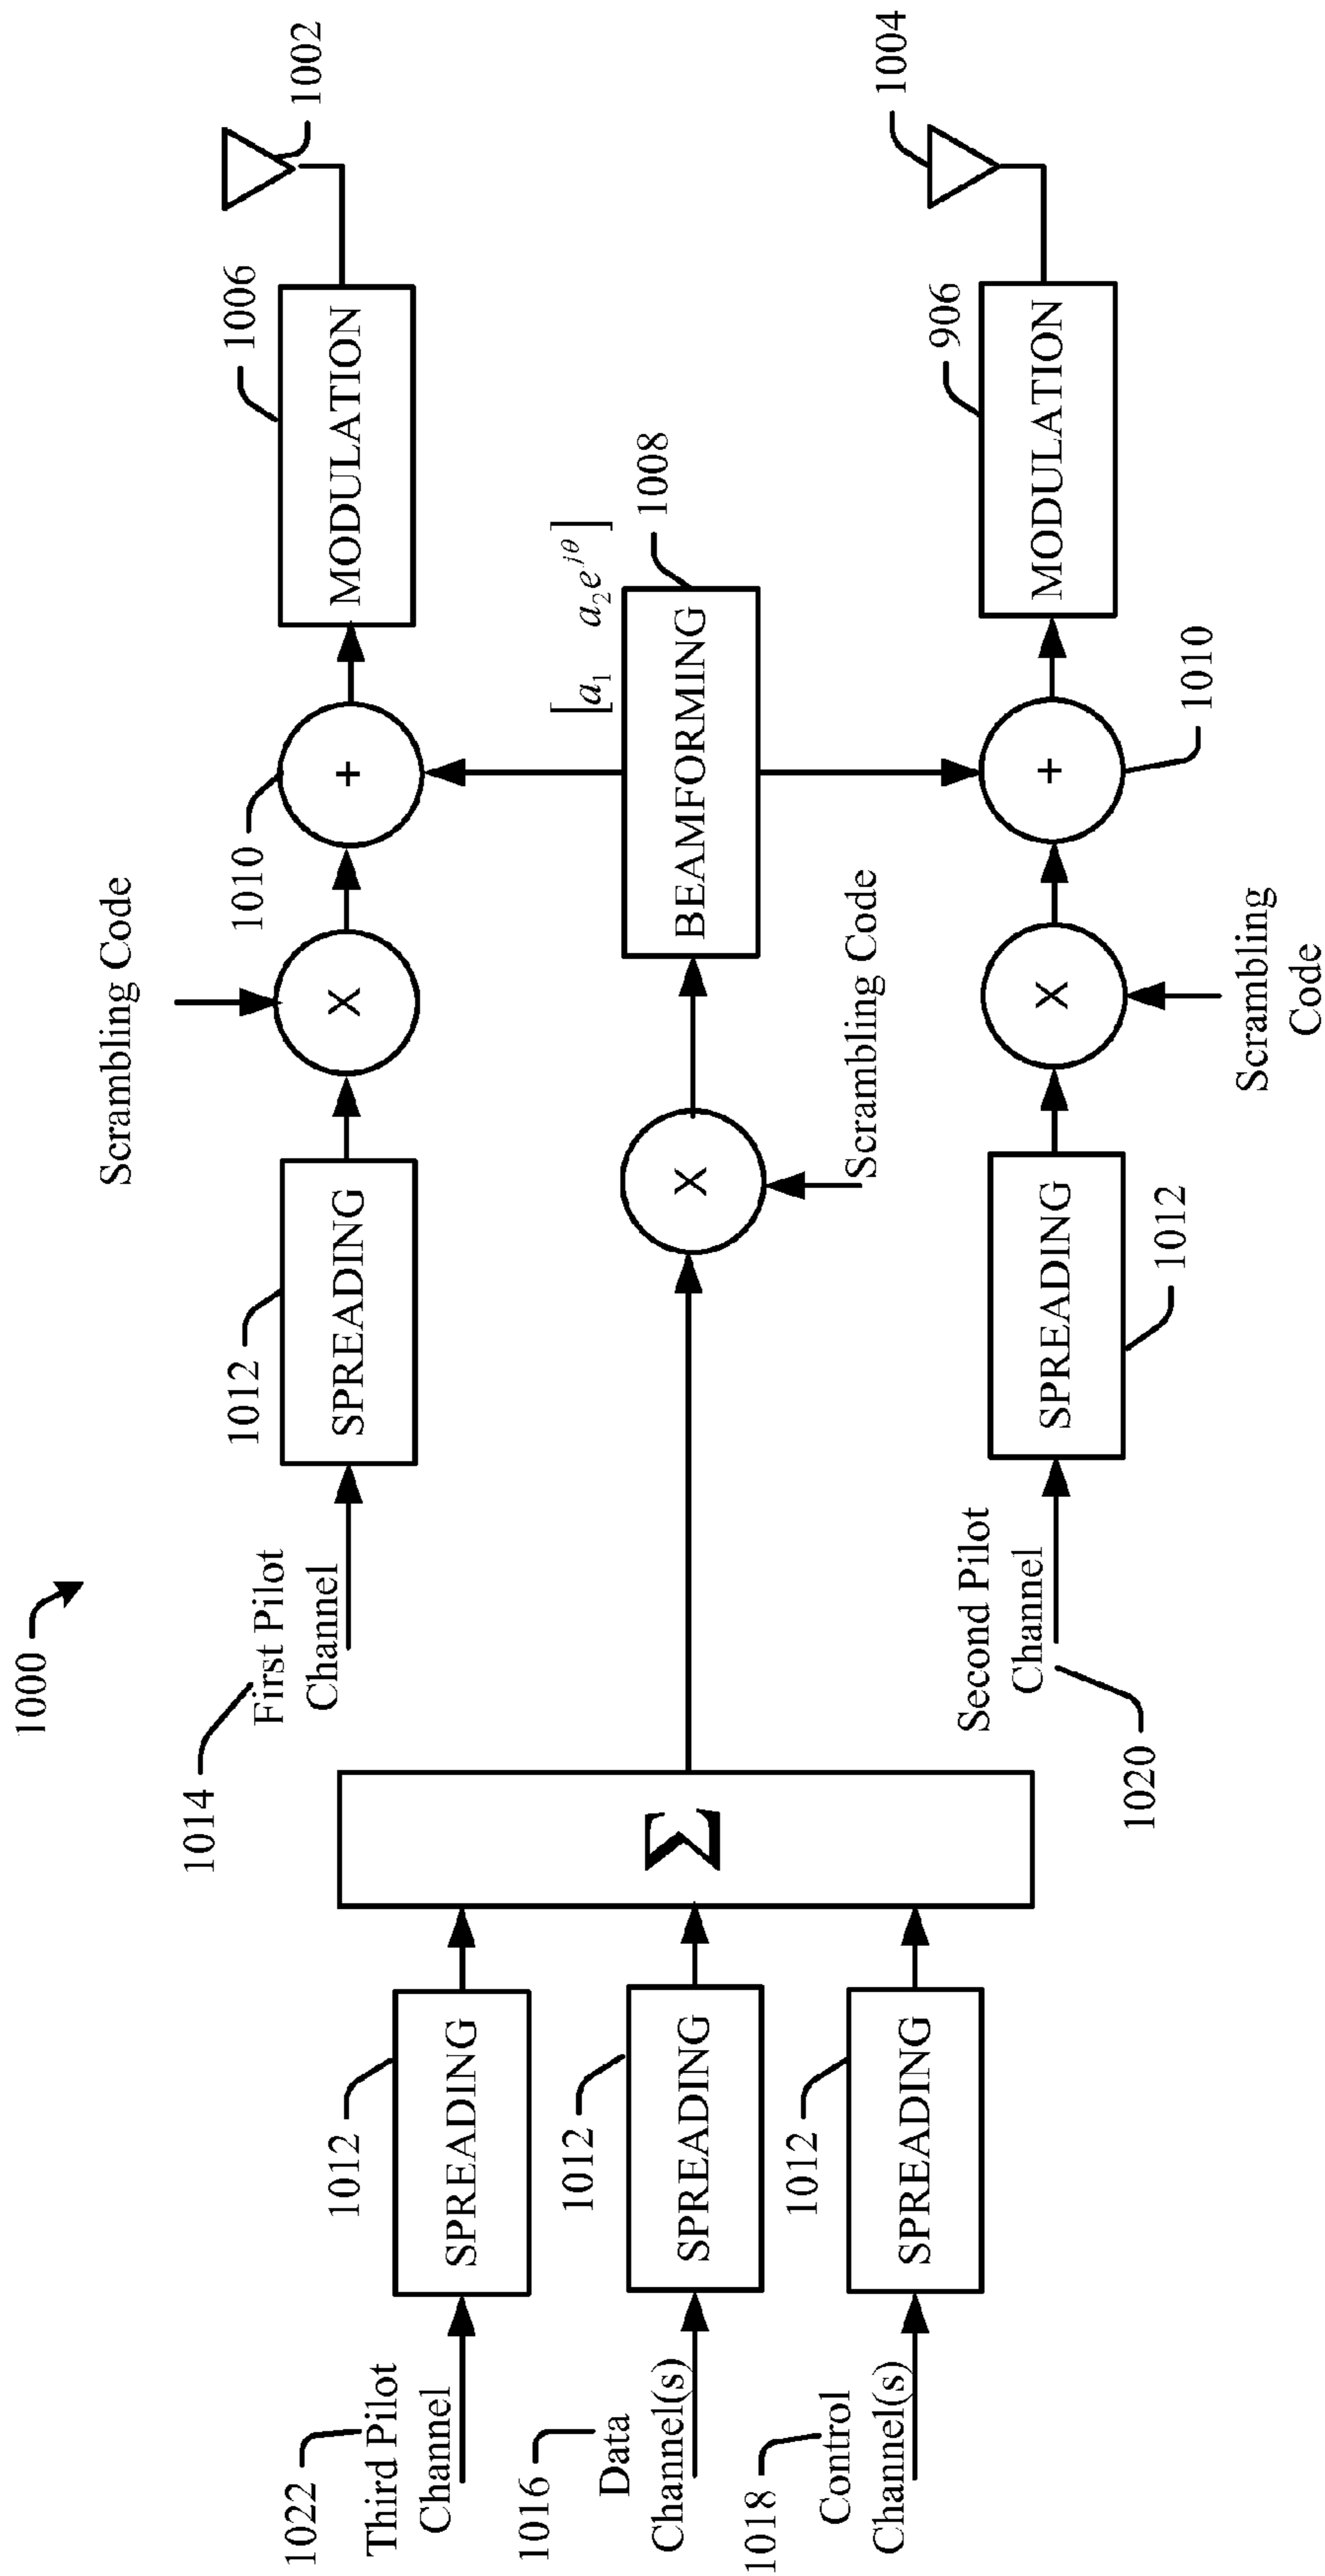 1000
Scrambling Code
1002
1006
1010
1012
1014
First Pilot
Channel
SPREADING
X
+
MODULATION
[a₁ a₂e^{jθ}]
1008
1022
Third Pilot
Channel
1012
SPREADING
1016
Data
Channel(s)
1012
SPREADING
1018
Control
Channel(s)
1012
SPREADING
Σ
X
Scrambling Code
BEAMFORMING
1004
906
Second Pilot
Channel
1020
SPREADING
1012
X
Scrambling
Code
+
1010
MODULATION